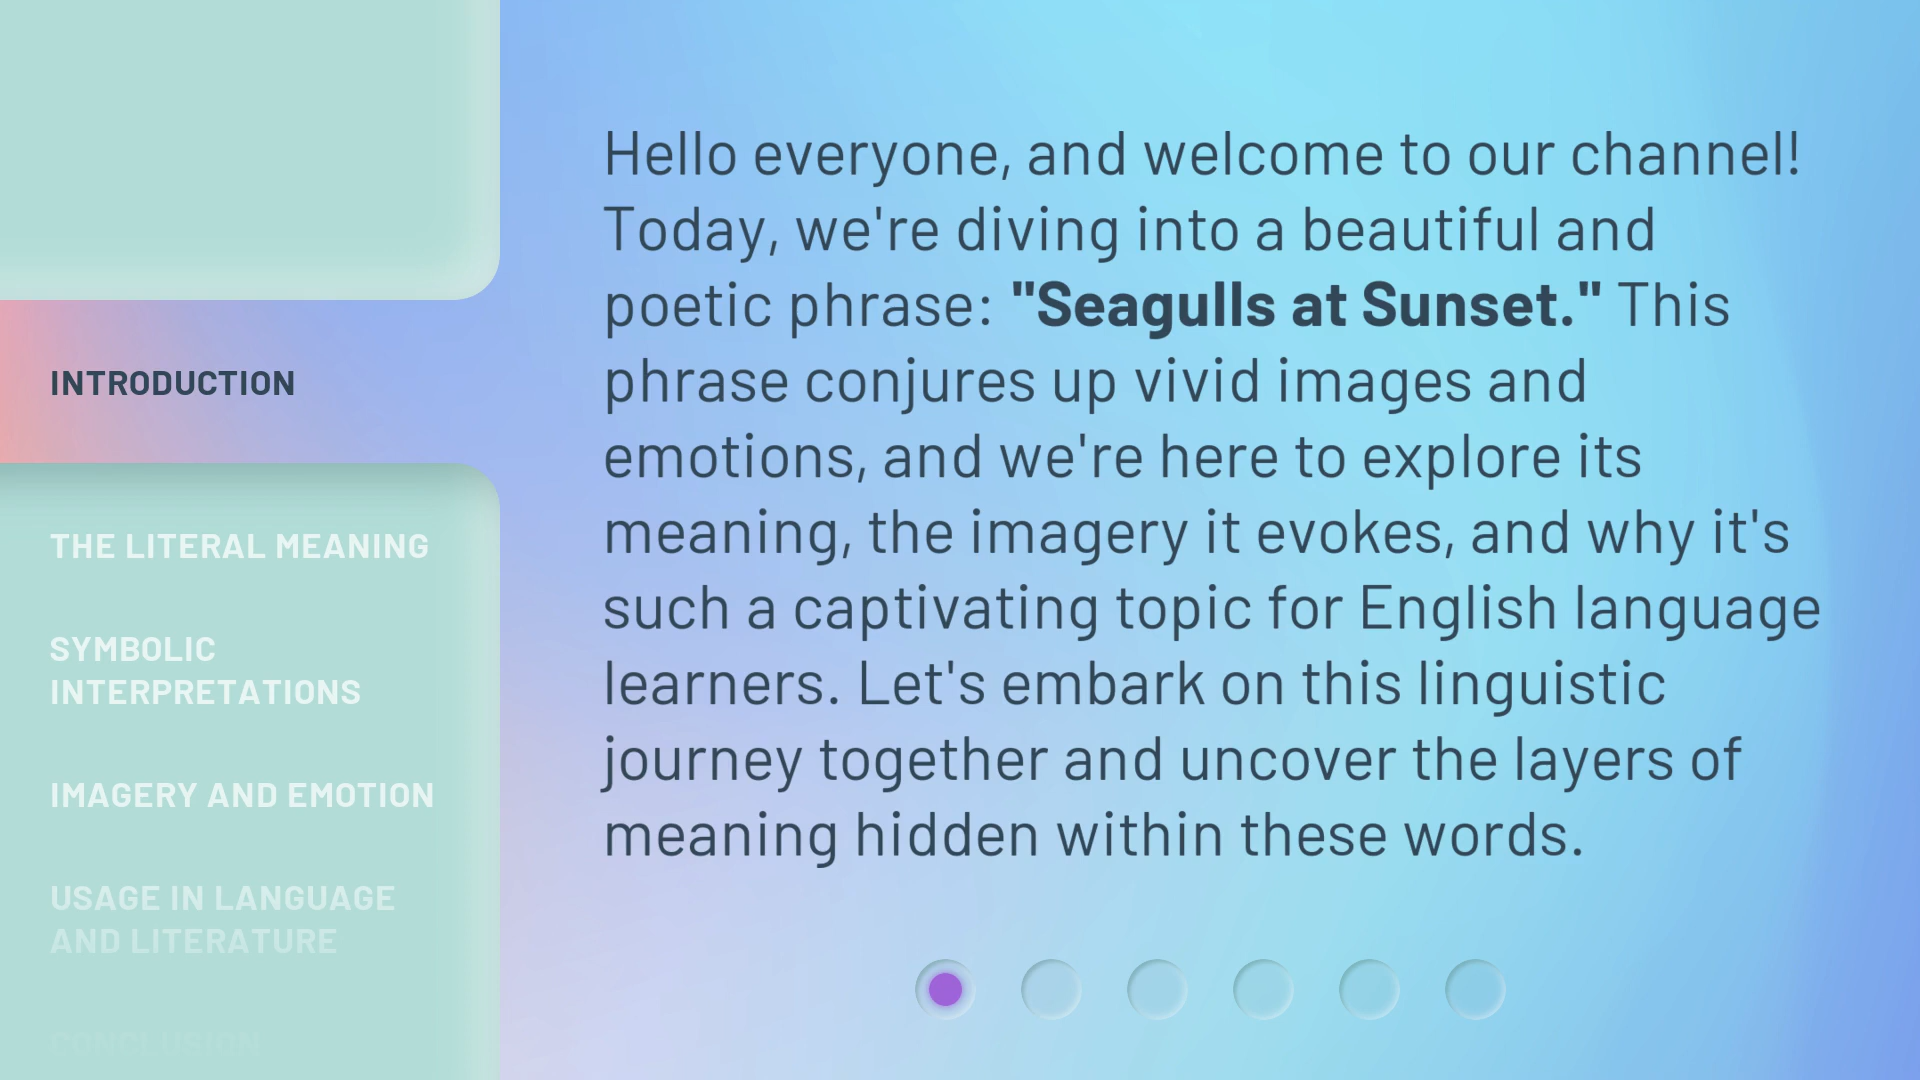 INTRODUCTION
THE LITERAL MEANING
SYMBOLIC
INTERPRETATIONS
IMAGERY AND EMOTION
USAGE IN LANGUAGE
AND LITERATURE
CONCLUSION
Hello everyone, and welcome to our channel!
Today, we're diving into a beautiful and
poetic phrase: "Seagulls at Sunset." This
phrase conjures up vivid images and
emotions, and we're here to explore its
meaning, the imagery it evokes, and why it's
such a captivating topic for English language
learners. Let's embark on this linguistic
journey together and uncover the layers of
meaning hidden within these words.